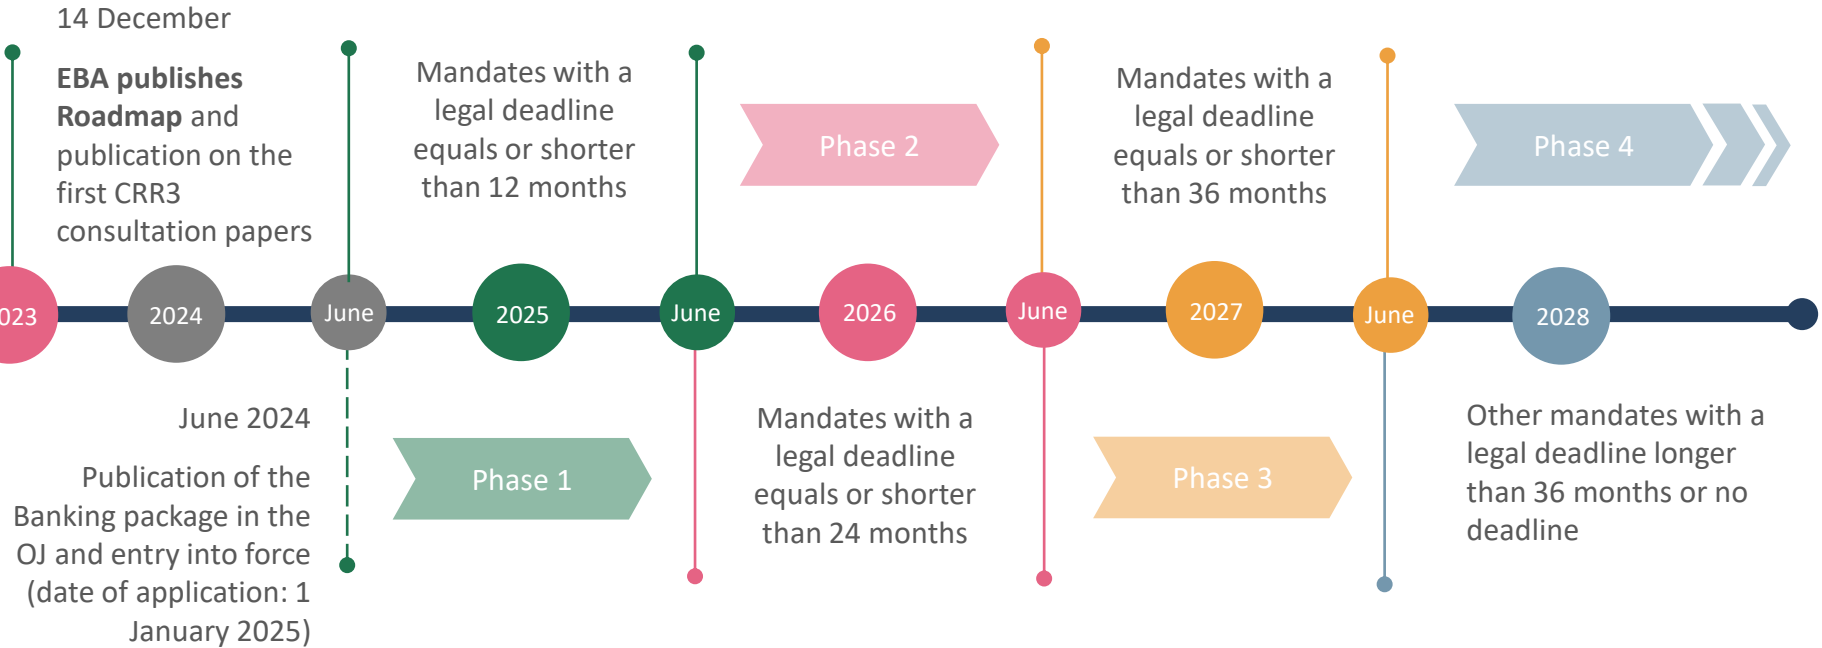 14 December
EBA publishes
Roadmap and
publication on the
first CRR3
consultation papers
Mandates with a
legal deadline
equals or shorter
than 12 months
Phase 2
Mandates with a
legal deadline
equals or shorter
than 36 months
Phase 4
023
2024
June
2025
June
2026
June
2027
June
2028
June 2024
Publication of the
Banking package in the
OJ and entry into force
(date of application: 1
January 2025)
Phase 1
Mandates with a
legal deadline
equals or shorter
than 24 months
Phase 3
Other mandates with a
legal deadline longer
than 36 months or no
deadline